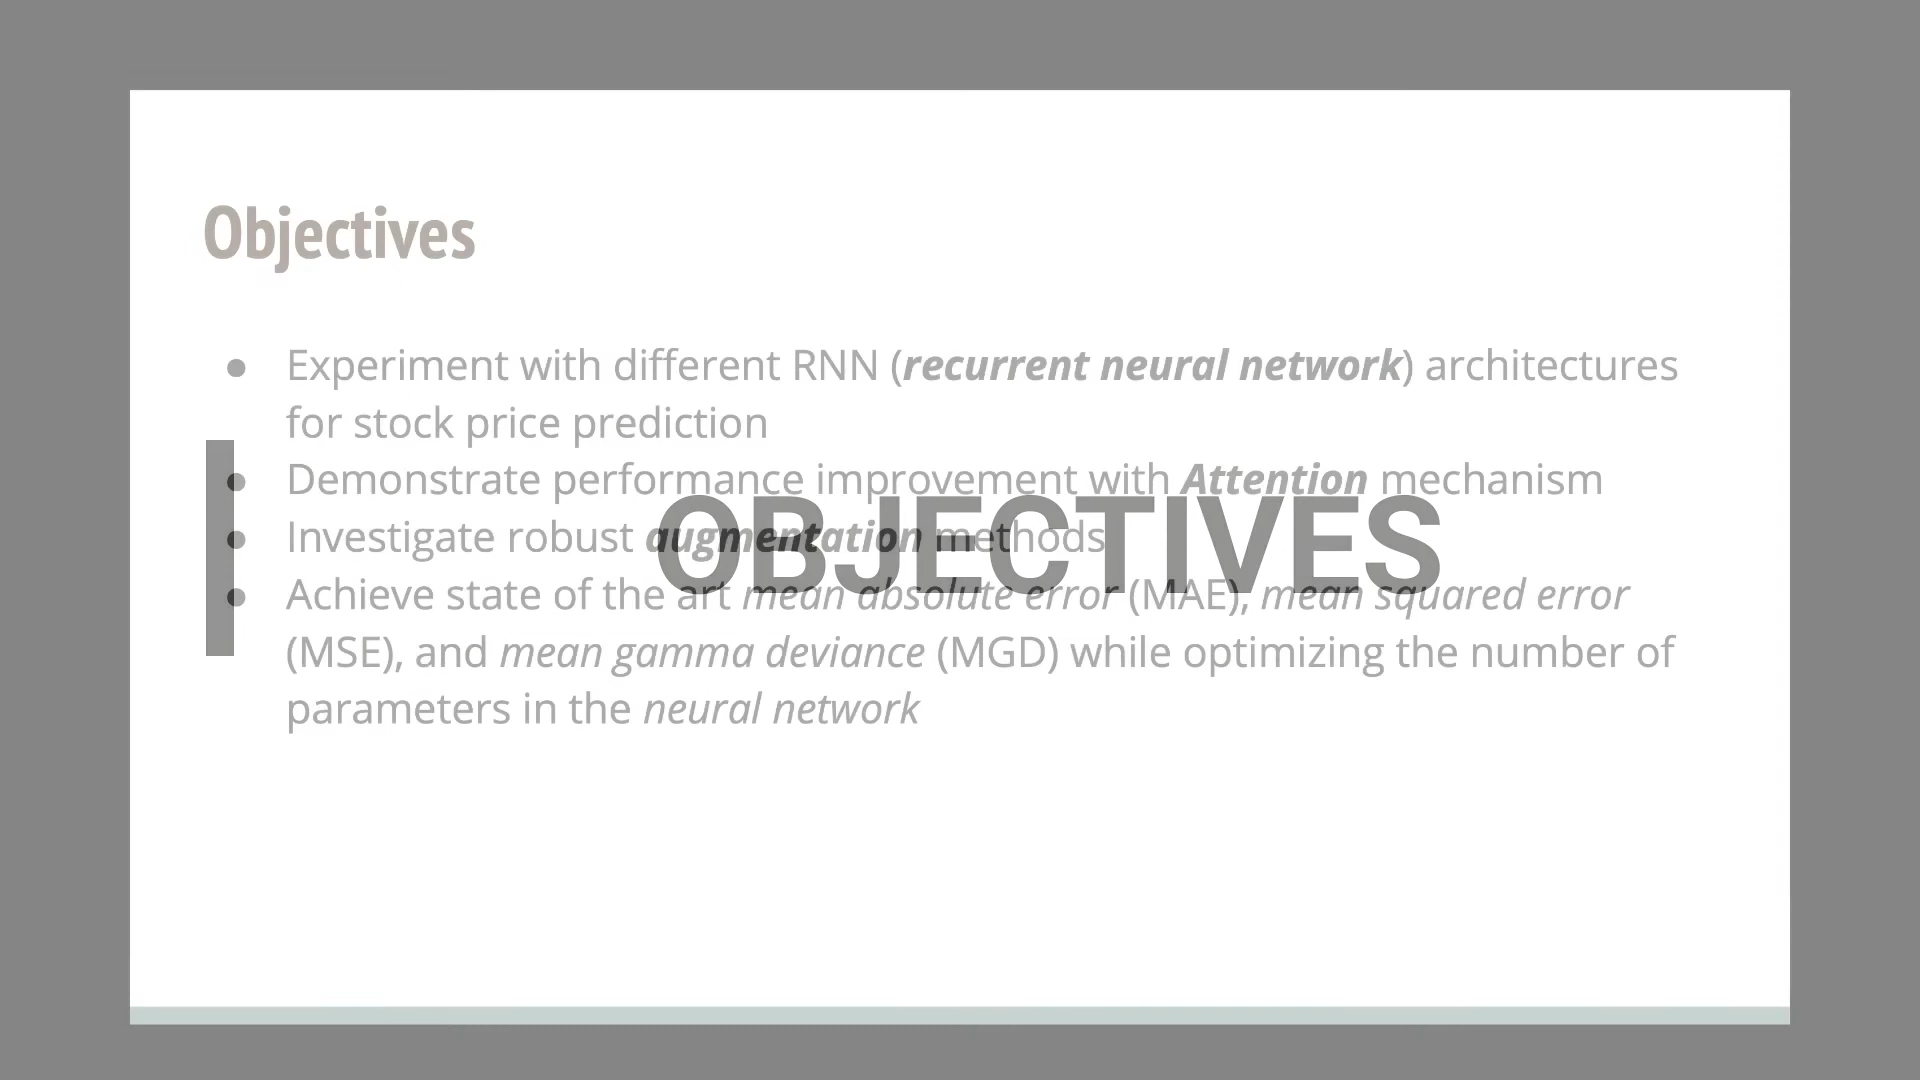 Objectives
● Experiment with different RNN (recurrent neural network) architectures
for stock price prediction
● Demonstrate performance improvement with Attention mechanism
● Investigate robust augmentation methods
OBJECTIVES
● Achieve state of the art mean absolute error (MAE), mean squared error
(MSE), and mean gamma deviance (MGD) while optimizing the number of
parameters in the neural network